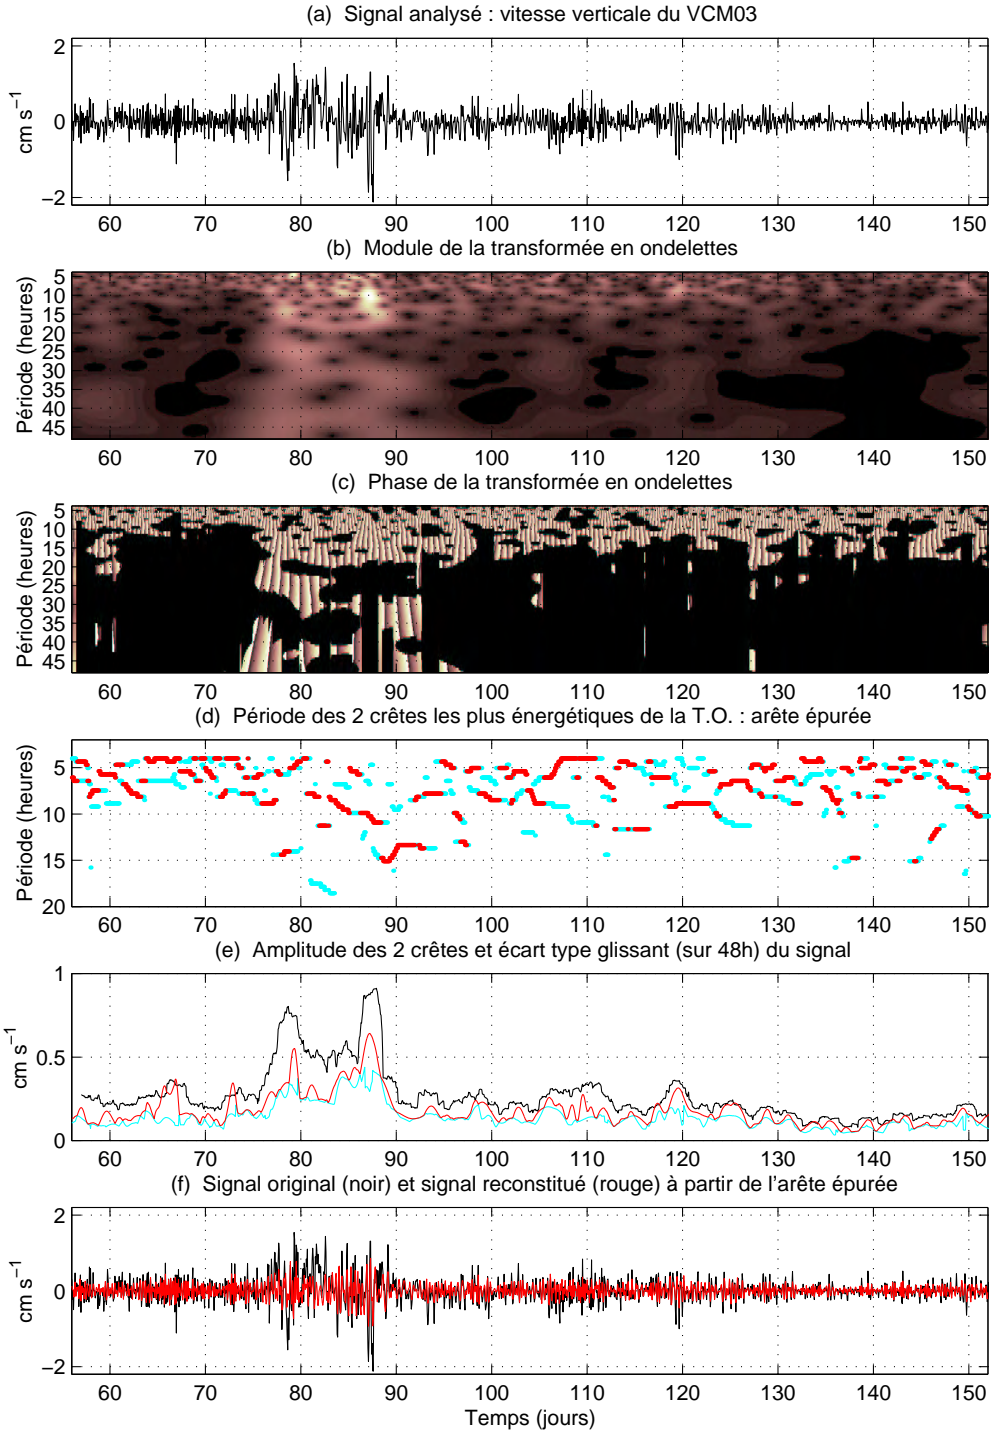 (a) Signal analysé : vitesse verticale du VCM03
2
0
−2
cm s−1
60 70 80 90 100 110 120 130 140 150
(b) Module de la transformée en ondelettes
5
10
15
20
25
30
35
40
45
Période (heures)
60 70 80 90 100 110 120 130 140 150
(c) Phase de la transformée en ondelettes
5
10
15
20
25
30
35
40
45
Période (heures)
60 70 80 90 100 110 120 130 140 150
(d) Période des 2 crêtes les plus énergétiques de la T.O. : arête épurée
5
10
15
20
Période (heures)
60 70 80 90 100 110 120 130 140 150
(e) Amplitude des 2 crêtes et écart type glissant (sur 48h) du signal
1
0.5
0
cm s−1
60 70 80 90 100 110 120 130 140 150
(f) Signal original (noir) et signal reconstitué (rouge) à partir de l'arête épurée
2
0
−2
cm s−1
60 70 80 90 100 110 120 130 140 150
Temps (jours)